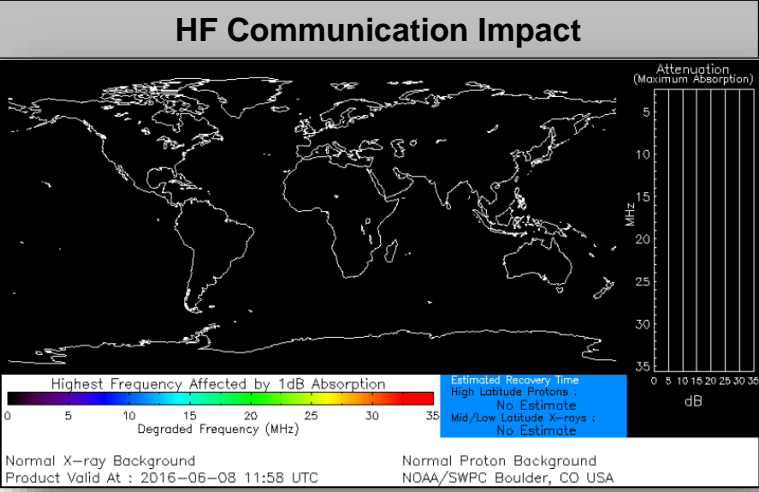 HF Communication Impact
Attenuation
(Maximum Absorption)
5
10
15
20
25
30
35
MHz
0 5 10 15 20 25 30 35
dB
Highest Frequency Affected by 1dB Absorption
0 5 10 15 20 25 30 35
Degraded Frequency (MHz)
Estimated Recovery Time
High Latitude Protons :
No Estimate
Mid/Low Latitude X-rays :
No Estimate
Normal X-ray Background
Product Valid At : 2016-06-08 11:58 UTC
Normal Proton Background
NOAA/SWPC Boulder, CO USA